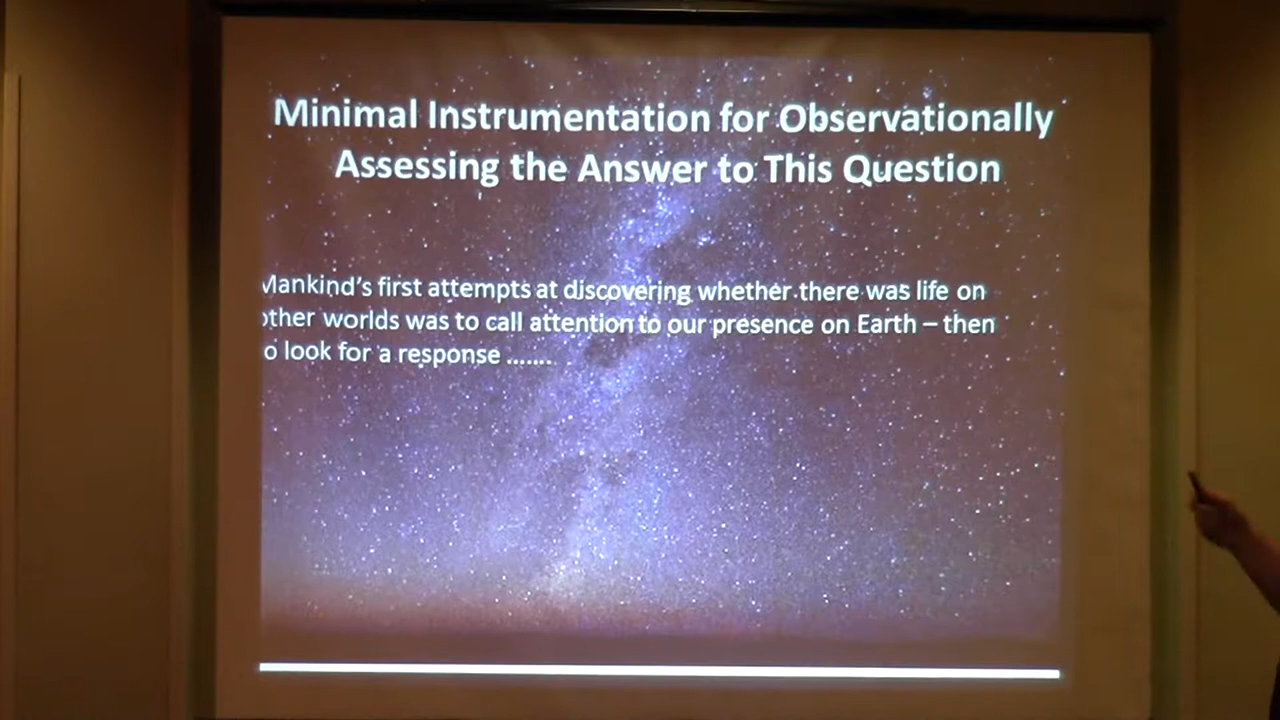 Minimal Instrumentation for Observationally
Assessing the Answer to This Question
Mankind's first attempts at discovering whether there was life on
other worlds was to call attention to our presence on Earth – then
o look for a response .......